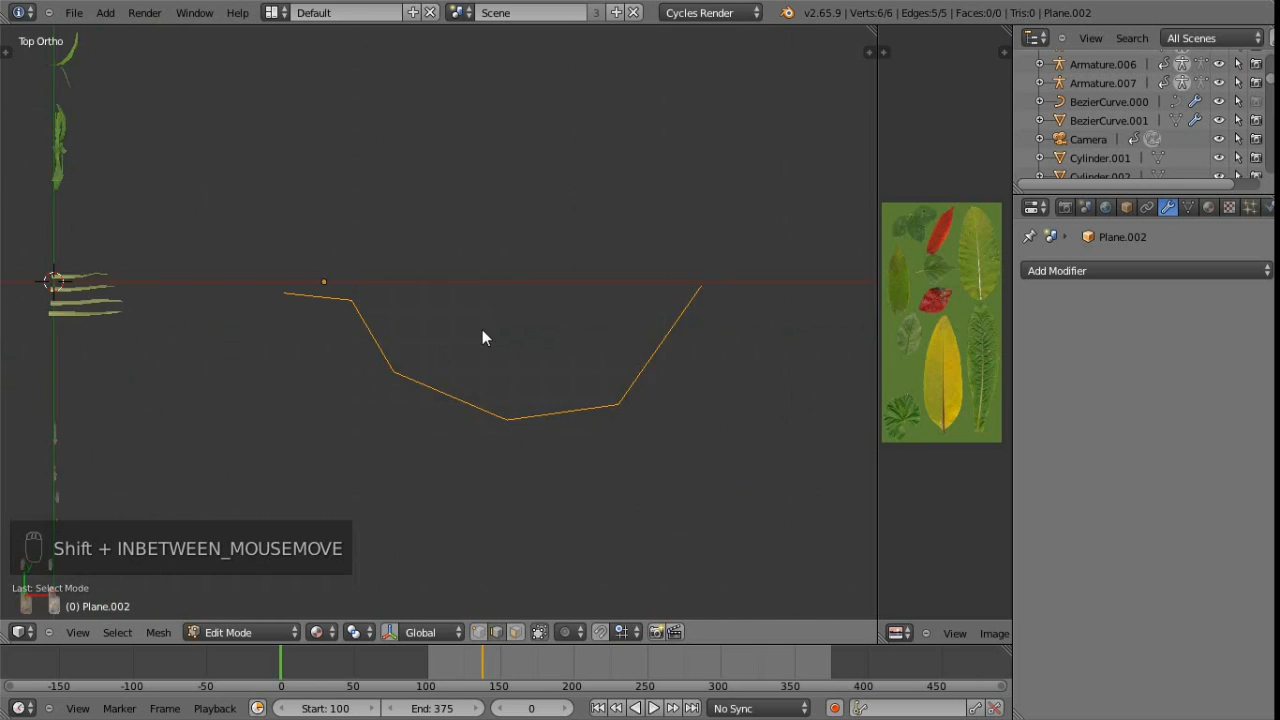 File Add Render Window Help Default Scene 3 Cycles Render v2.65.9 | Verts:6/6 | Edges:5/5 | Faces:0/0 | Tris:0 | Plane.002
Top Ortho
View Search All Scenes
Armature.006
Armature.007
BezierCurve.000
BezierCurve.001
Camera
Cylinder.001
Cylinder.002
Plane.002
Add Modifier
Shift + INBETWEEN_MOUSEMOVE
Last: Select Mode
(0) Plane.002
View Select Mesh Edit Mode Global View Image
-150 -100 -50 0 50 100 150 200 250 300 350 400 450
View Marker Frame Playback Start: 100 End: 375 0 No Sync